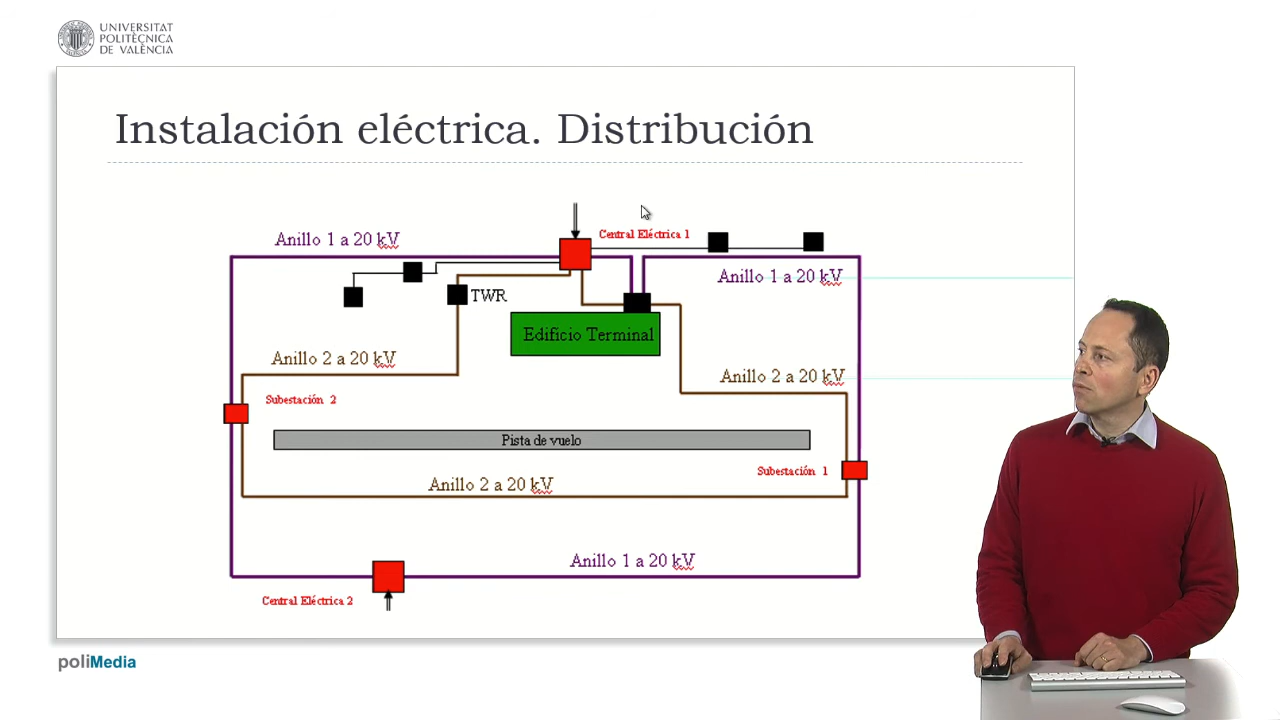 UNIVERSITAT
POLITÈCNICA
DE VALÈNCIA
Instalación eléctrica. Distribución
Anillo 1 a 20 kV
Central Eléctrica 1
Anillo 1 a 20 kV
TWR
Edificio Terminal
Anillo 2 a 20 kV
Anillo 2 a 20 kV
Subestación 2
Pista de vuelo
Subestación 1
Anillo 2 a 20 kV
Anillo 1 a 20 kV
Central Eléctrica 2
poliMedia